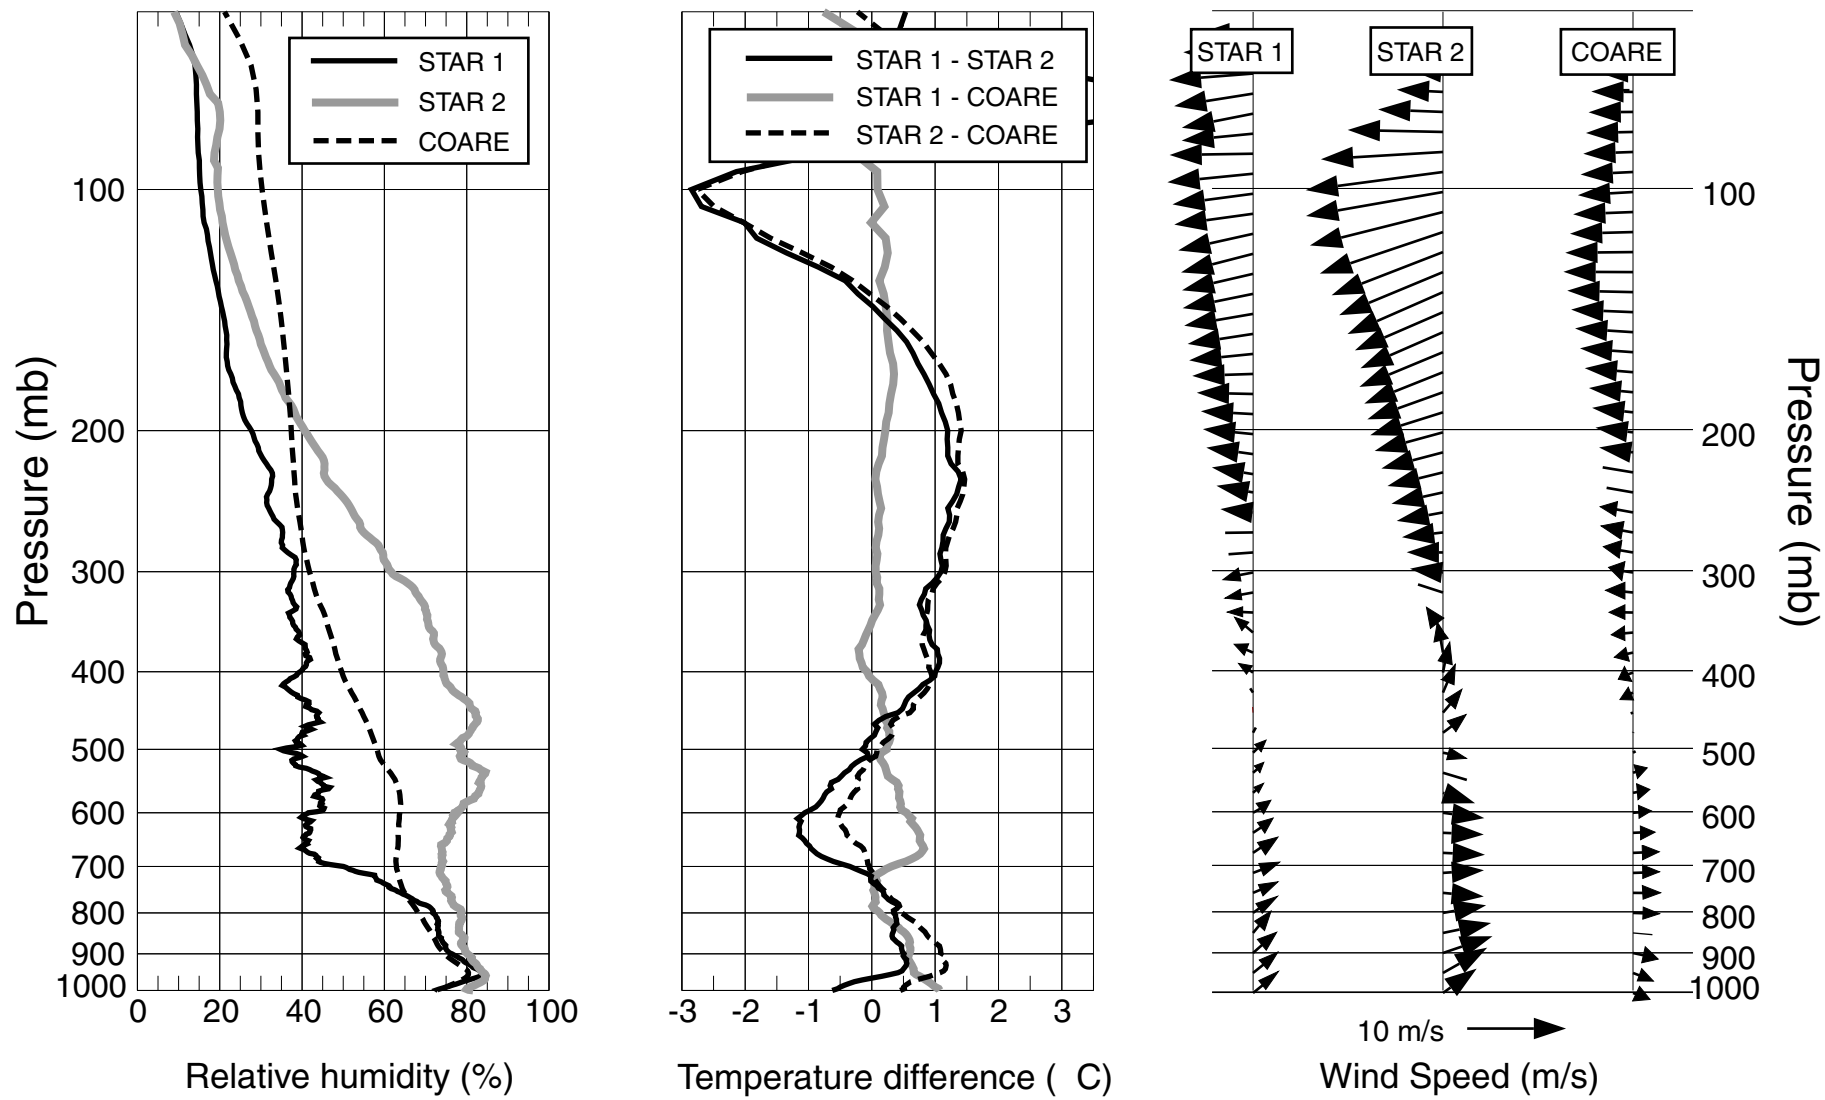 STAR 1
STAR 2
COARE
100
200
300
400
500
600
700
800
900
1000
0
20
40
60
80
100
Pressure (mb)
Relative humidity (%)
STAR 1 - STAR 2
STAR 1 - COARE
STAR 2 - COARE
-3
-2
-1
0
1
2
3
Temperature difference ( C)
STAR 1
STAR 2
COARE
100
200
300
400
500
600
700
800
900
1000
Pressure (mb)
10 m/s
Wind Speed (m/s)